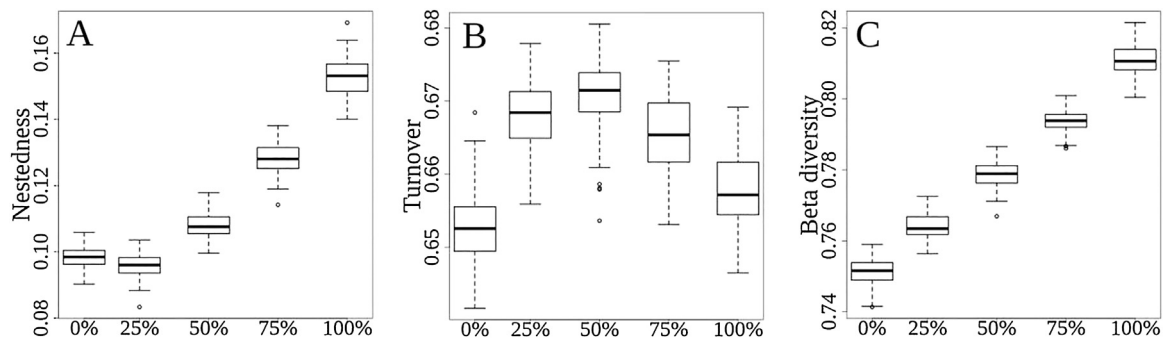 A
Nestedness
0.16
0.14
0.12
0.10
0.08
0% 25% 50% 75% 100%
B
Turnover
0.68
0.67
0.66
0.65
0% 25% 50% 75% 100%
C
Beta diversity
0.82
0.80
0.78
0.76
0.74
0% 25% 50% 75% 100%